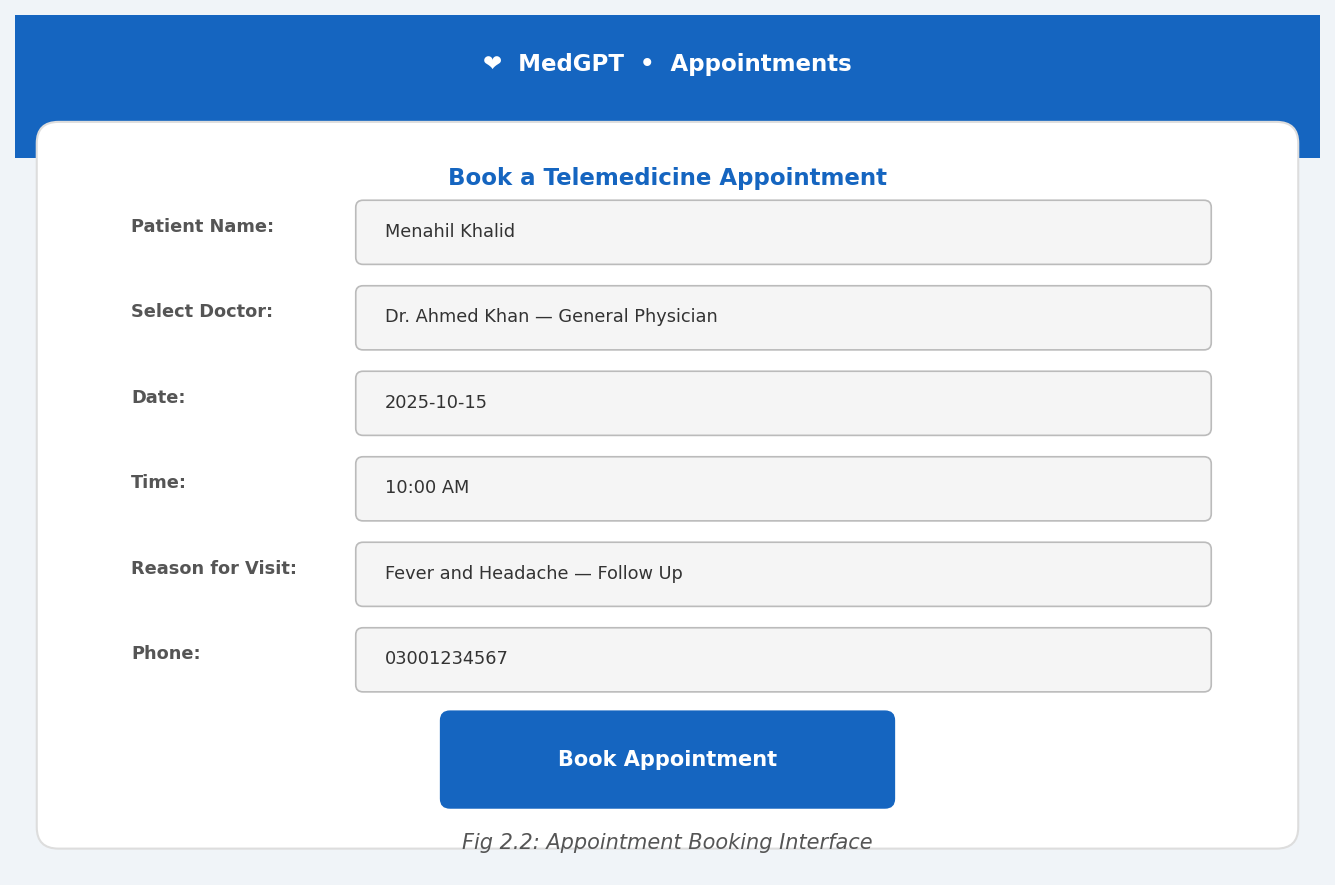 ❤ MedGPT • Appointments
Book a Telemedicine Appointment
Patient Name: Menahil Khalid
Select Doctor: Dr. Ahmed Khan — General Physician
Date: 2025-10-15
Time: 10:00 AM
Reason for Visit: Fever and Headache — Follow Up
Phone: 03001234567
Book Appointment
Fig 2.2: Appointment Booking Interface